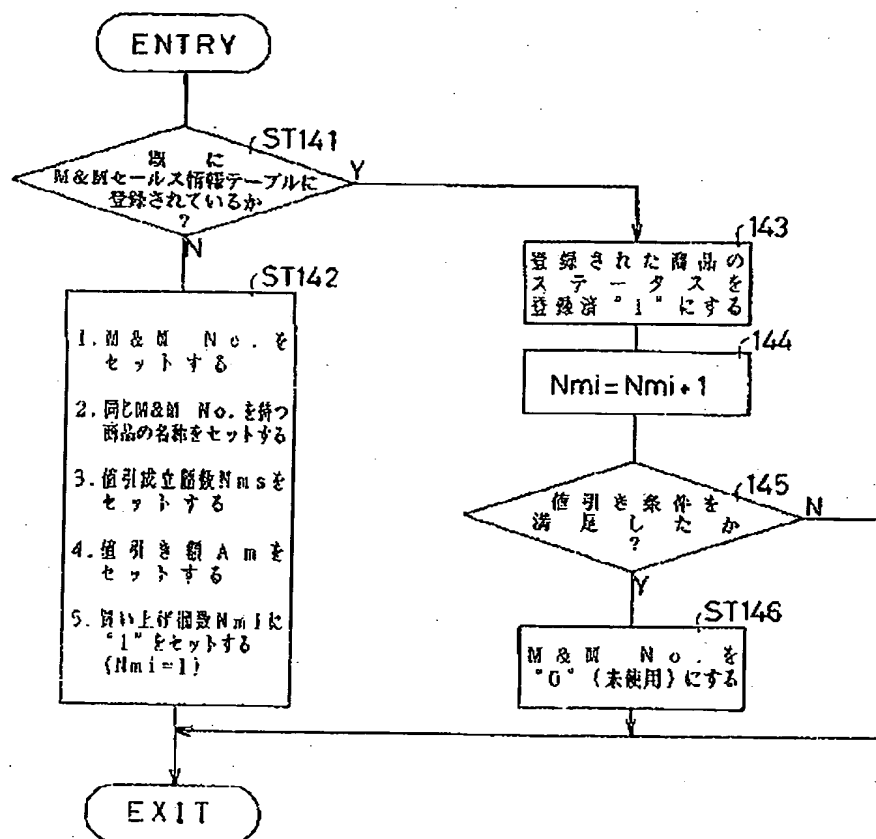 ENTRY
ST141
既に
M&Mセールス情報テーブルに
登録されているか
?
Y
N
ST142
1.M&M No.を
セットする
2.同じM&M No.を持つ
商品の名称をセットする
3.値引成立個数Nmsを
セットする
4.値引き額Amを
セットする
5.買い上げ個数Nmiに
"1"をセットする
(Nmi=1)
143
登録された商品の
ステータスを
登録済"1"にする
144
Nmi=Nmi+1
145
値引き条件を
満足したか
?
N
Y
ST146
M&M No.を
"0"(未使用)にする
EXIT